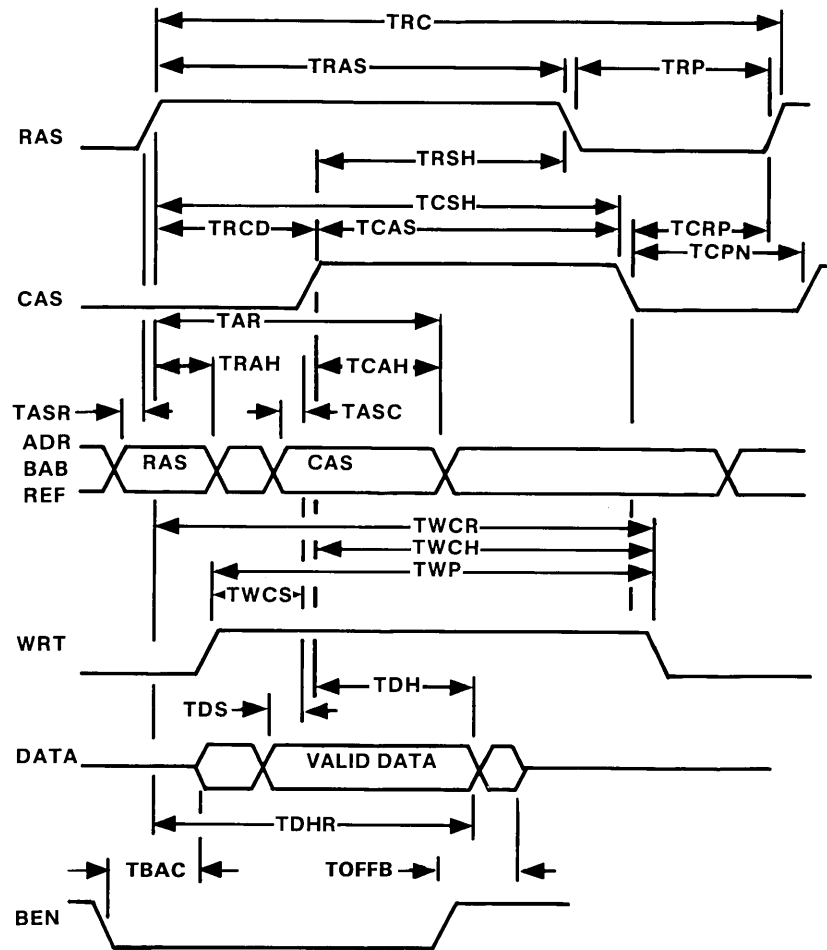 TRC
TRAS TRP
RAS
TRSH
TCSH
TRCD TCAS TCRP
TCPN
CAS
TAR
TRAH TCAH
TASR TASC
ADR
BAB RAS CAS
REF
TWCR
TWCH
TWP
TWCS
WRT
TDH
TDS
DATA VALID DATA
TDHR
TBAC TOFFB
BEN